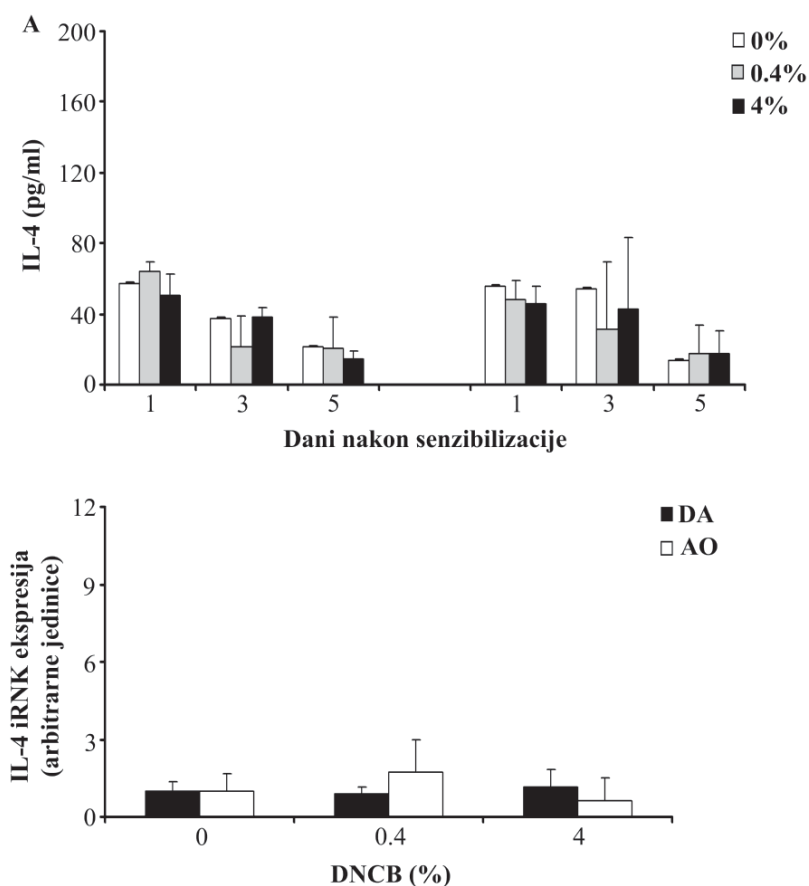 A
200
160
120
80
40
0
IL-4 (pg/ml)
0%
0.4%
4%
1 3 5 1 3 5
Dani nakon senzibilizacije
12
9
6
3
0
IL-4 iRNK ekspresija
(arbitrarne jedinice)
DA
AO
0 0.4 4
DNCB (%)